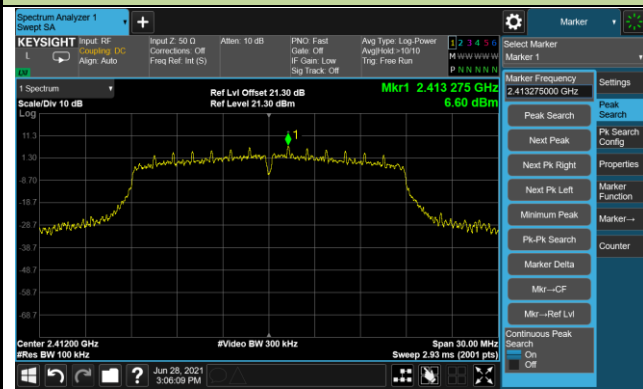 Spectrum Analyzer 1
Swept SA
Marker
KEYSIGHT
L
Input: RF
Coupling: DC
Align: Auto
Input Z: 50 Ω
Corrections: Off
Freq Ref: Int (S)
Atten: 10 dB
PNO: Fast
Gate: Off
IF Gain: Low
Sig Track: Off
Avg Type: Log-Power
Avg|Hold:>10/10
Trig: Free Run
1 2 3 4 5 6
M W W W W W
P N N N N N
Select Marker
Marker 1
1 Spectrum
Scale/Div 10 dB
Log
Ref Lvl Offset 21.30 dB
Ref Level 21.30 dBm
Mkr1 2.413 275 GHz
6.60 dBm
1
11.3
1.30
-8.70
-18.7
-28.7
-38.7
-48.7
-58.7
-68.7
Center 2.41200 GHz
#Res BW 100 kHz
#Video BW 300 kHz
Span 30.00 MHz
Sweep 2.93 ms (2001 pts)
Marker Frequency
2.413275000 GHz
Peak Search
Next Peak
Next Pk Right
Next Pk Left
Minimum Peak
Pk-Pk Search
Marker Delta
Mkr→CF
Mkr→Ref Lvl
Continuous Peak
Search
On
Off
Settings
Peak
Search
Pk Search
Config
Properties
Marker
Function
Marker→
Counter
Jun 28, 2021
3:06:09 PM